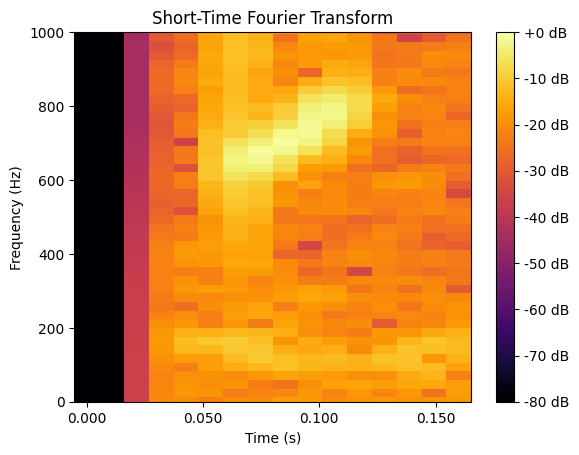 Short-Time Fourier Transform
1000
800
600
400
200
0
Frequency (Hz)
0.000
0.050
0.100
0.150
Time (s)
+0 dB
-10 dB
-20 dB
-30 dB
-40 dB
-50 dB
-60 dB
-70 dB
-80 dB